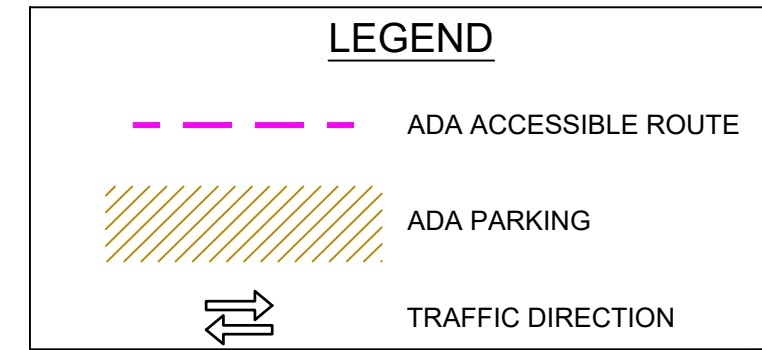 LEGEND
ADA ACCESSIBLE ROUTE
ADA PARKING
TRAFFIC DIRECTION